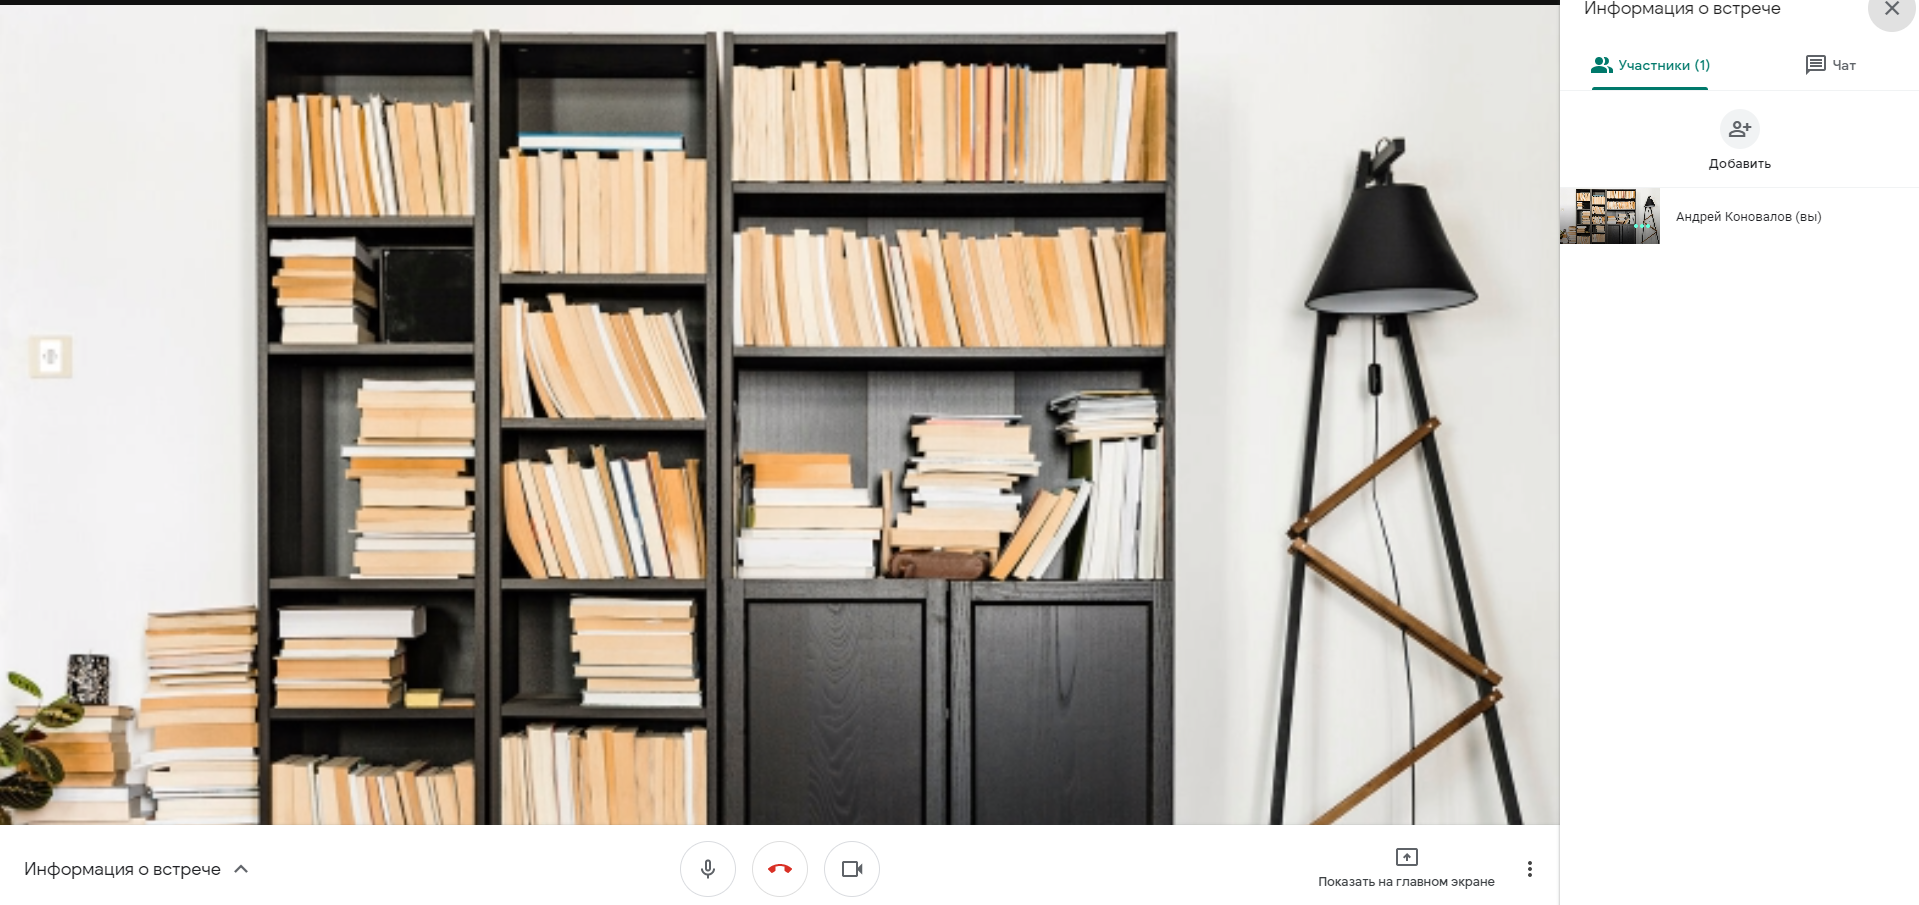 Информация о встрече
Участники (1)
Чат
Добавить
Андрей Коновалов (вы)
Информация о встрече
Показать на главном экране